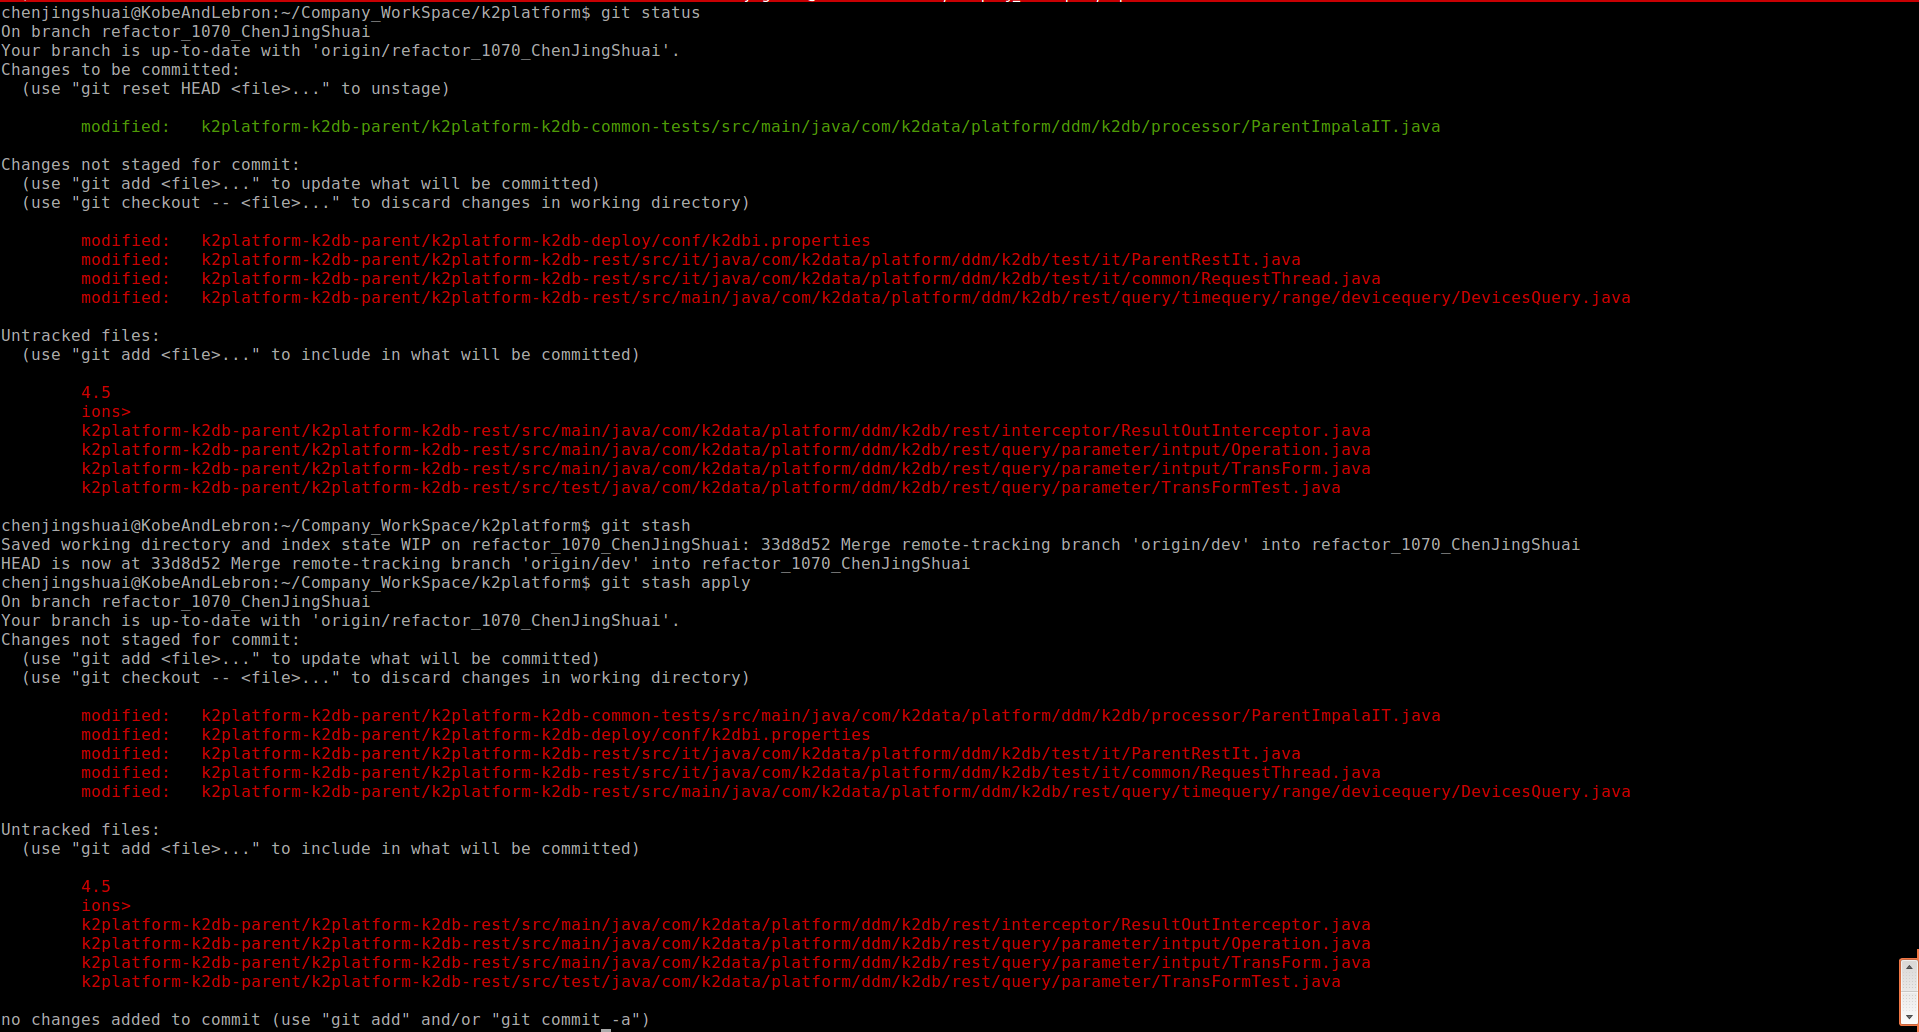 chenjingshuai@KobeAndLebron:~/Company_WorkSpace/k2platform$ git status
On branch refactor_1070_ChenJingShuai
Your branch is up-to-date with 'origin/refactor_1070_ChenJingShuai'.
Changes to be committed:
  (use "git reset HEAD <file>..." to unstage)
        modified:   k2platform-k2db-parent/k2platform-k2db-common-tests/src/main/java/com/k2data/platform/ddm/k2db/processor/ParentImpalaIT.java
Changes not staged for commit:
  (use "git add <file>..." to update what will be committed)
  (use "git checkout -- <file>..." to discard changes in working directory)
        modified:   k2platform-k2db-parent/k2platform-k2db-deploy/conf/k2dbi.properties
        modified:   k2platform-k2db-parent/k2platform-k2db-rest/src/it/java/com/k2data/platform/ddm/k2db/test/it/ParentRestIt.java
        modified:   k2platform-k2db-parent/k2platform-k2db-rest/src/it/java/com/k2data/platform/ddm/k2db/test/it/common/RequestThread.java
        modified:   k2platform-k2db-parent/k2platform-k2db-rest/src/main/java/com/k2data/platform/ddm/k2db/rest/query/timequery/range/devicequery/DevicesQuery.java
Untracked files:
  (use "git add <file>..." to include in what will be committed)
        4.5
        ions>
        k2platform-k2db-parent/k2platform-k2db-rest/src/main/java/com/k2data/platform/ddm/k2db/rest/interceptor/ResultOutInterceptor.java
        k2platform-k2db-parent/k2platform-k2db-rest/src/main/java/com/k2data/platform/ddm/k2db/rest/query/parameter/intput/Operation.java
        k2platform-k2db-parent/k2platform-k2db-rest/src/main/java/com/k2data/platform/ddm/k2db/rest/query/parameter/intput/TransForm.java
        k2platform-k2db-parent/k2platform-k2db-rest/src/test/java/com/k2data/platform/ddm/k2db/rest/query/parameter/TransFormTest.java
chenjingshuai@KobeAndLebron:~/Company_WorkSpace/k2platform$ git stash
Saved working directory and index state WIP on refactor_1070_ChenJingShuai: 33d8d52 Merge remote-tracking branch 'origin/dev' into refactor_1070_ChenJingShuai
HEAD is now at 33d8d52 Merge remote-tracking branch 'origin/dev' into refactor_1070_ChenJingShuai
chenjingshuai@KobeAndLebron:~/Company_WorkSpace/k2platform$ git stash apply
On branch refactor_1070_ChenJingShuai
Your branch is up-to-date with 'origin/refactor_1070_ChenJingShuai'.
Changes not staged for commit:
  (use "git add <file>..." to update what will be committed)
  (use "git checkout -- <file>..." to discard changes in working directory)
        modified:   k2platform-k2db-parent/k2platform-k2db-common-tests/src/main/java/com/k2data/platform/ddm/k2db/processor/ParentImpalaIT.java
        modified:   k2platform-k2db-parent/k2platform-k2db-deploy/conf/k2dbi.properties
        modified:   k2platform-k2db-parent/k2platform-k2db-rest/src/it/java/com/k2data/platform/ddm/k2db/test/it/ParentRestIt.java
        modified:   k2platform-k2db-parent/k2platform-k2db-rest/src/it/java/com/k2data/platform/ddm/k2db/test/it/common/RequestThread.java
        modified:   k2platform-k2db-parent/k2platform-k2db-rest/src/main/java/com/k2data/platform/ddm/k2db/rest/query/timequery/range/devicequery/DevicesQuery.java
Untracked files:
  (use "git add <file>..." to include in what will be committed)
        4.5
        ions>
        k2platform-k2db-parent/k2platform-k2db-rest/src/main/java/com/k2data/platform/ddm/k2db/rest/interceptor/ResultOutInterceptor.java
        k2platform-k2db-parent/k2platform-k2db-rest/src/main/java/com/k2data/platform/ddm/k2db/rest/query/parameter/intput/Operation.java
        k2platform-k2db-parent/k2platform-k2db-rest/src/main/java/com/k2data/platform/ddm/k2db/rest/query/parameter/intput/TransForm.java
        k2platform-k2db-parent/k2platform-k2db-rest/src/test/java/com/k2data/platform/ddm/k2db/rest/query/parameter/TransFormTest.java
no changes added to commit (use "git add" and/or "git commit -a")